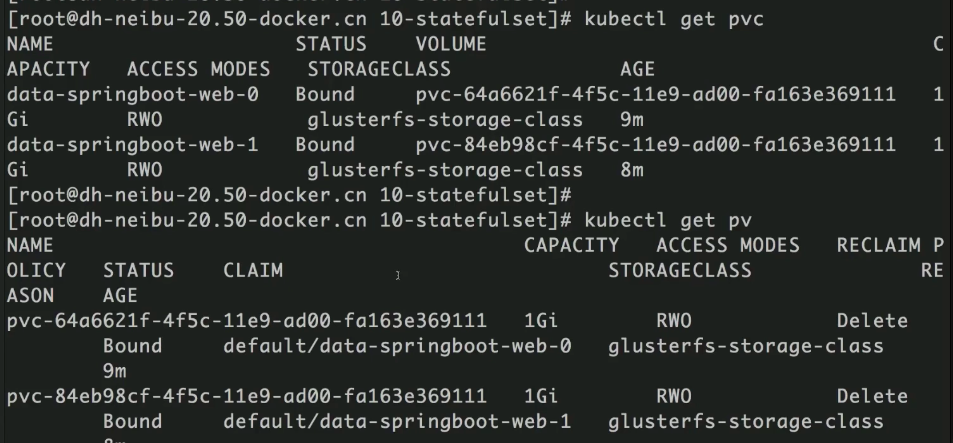 [root@dh-neibu-20.50-docker.cn 10-statefulset]# kubectl get pvc
NAME                        STATUS    VOLUME                                     C
APACITY   ACCESS MODES   STORAGECLASS              AGE
data-springboot-web-0   Bound     pvc-64a6621f-4f5c-11e9-ad00-fa163e369111   1
Gi        RWO            glusterfs-storage-class   9m
data-springboot-web-1   Bound     pvc-84eb98cf-4f5c-11e9-ad00-fa163e369111   1
Gi        RWO            glusterfs-storage-class   8m
[root@dh-neibu-20.50-docker.cn 10-statefulset]#
[root@dh-neibu-20.50-docker.cn 10-statefulset]# kubectl get pv
NAME                                       CAPACITY   ACCESS MODES   RECLAIM P
OLICY   STATUS    CLAIM                           STORAGECLASS              RE
ASON    AGE
pvc-64a6621f-4f5c-11e9-ad00-fa163e369111   1Gi        RWO            Delete
        Bound     default/data-springboot-web-0   glusterfs-storage-class
        9m
pvc-84eb98cf-4f5c-11e9-ad00-fa163e369111   1Gi        RWO            Delete
        Bound     default/data-springboot-web-1   glusterfs-storage-class